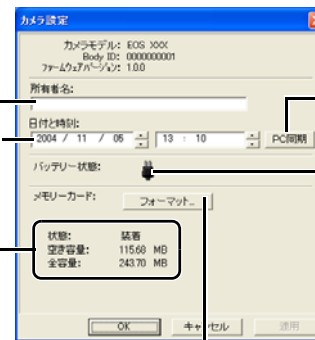 カメラ設定
カメラモデル: EOS XXX
Body ID: 0000000001
ファームウェアバージョン: 1.0.0
所有者名:
日付と時刻:
2004 / 11 / 05 13 : 10 PC同期
バッテリー状態:
メモリーカード: フォーマット...
状態: 装着
空き容量: 115.60 MB
全容量: 243.70 MB
OK キャンセル 適用